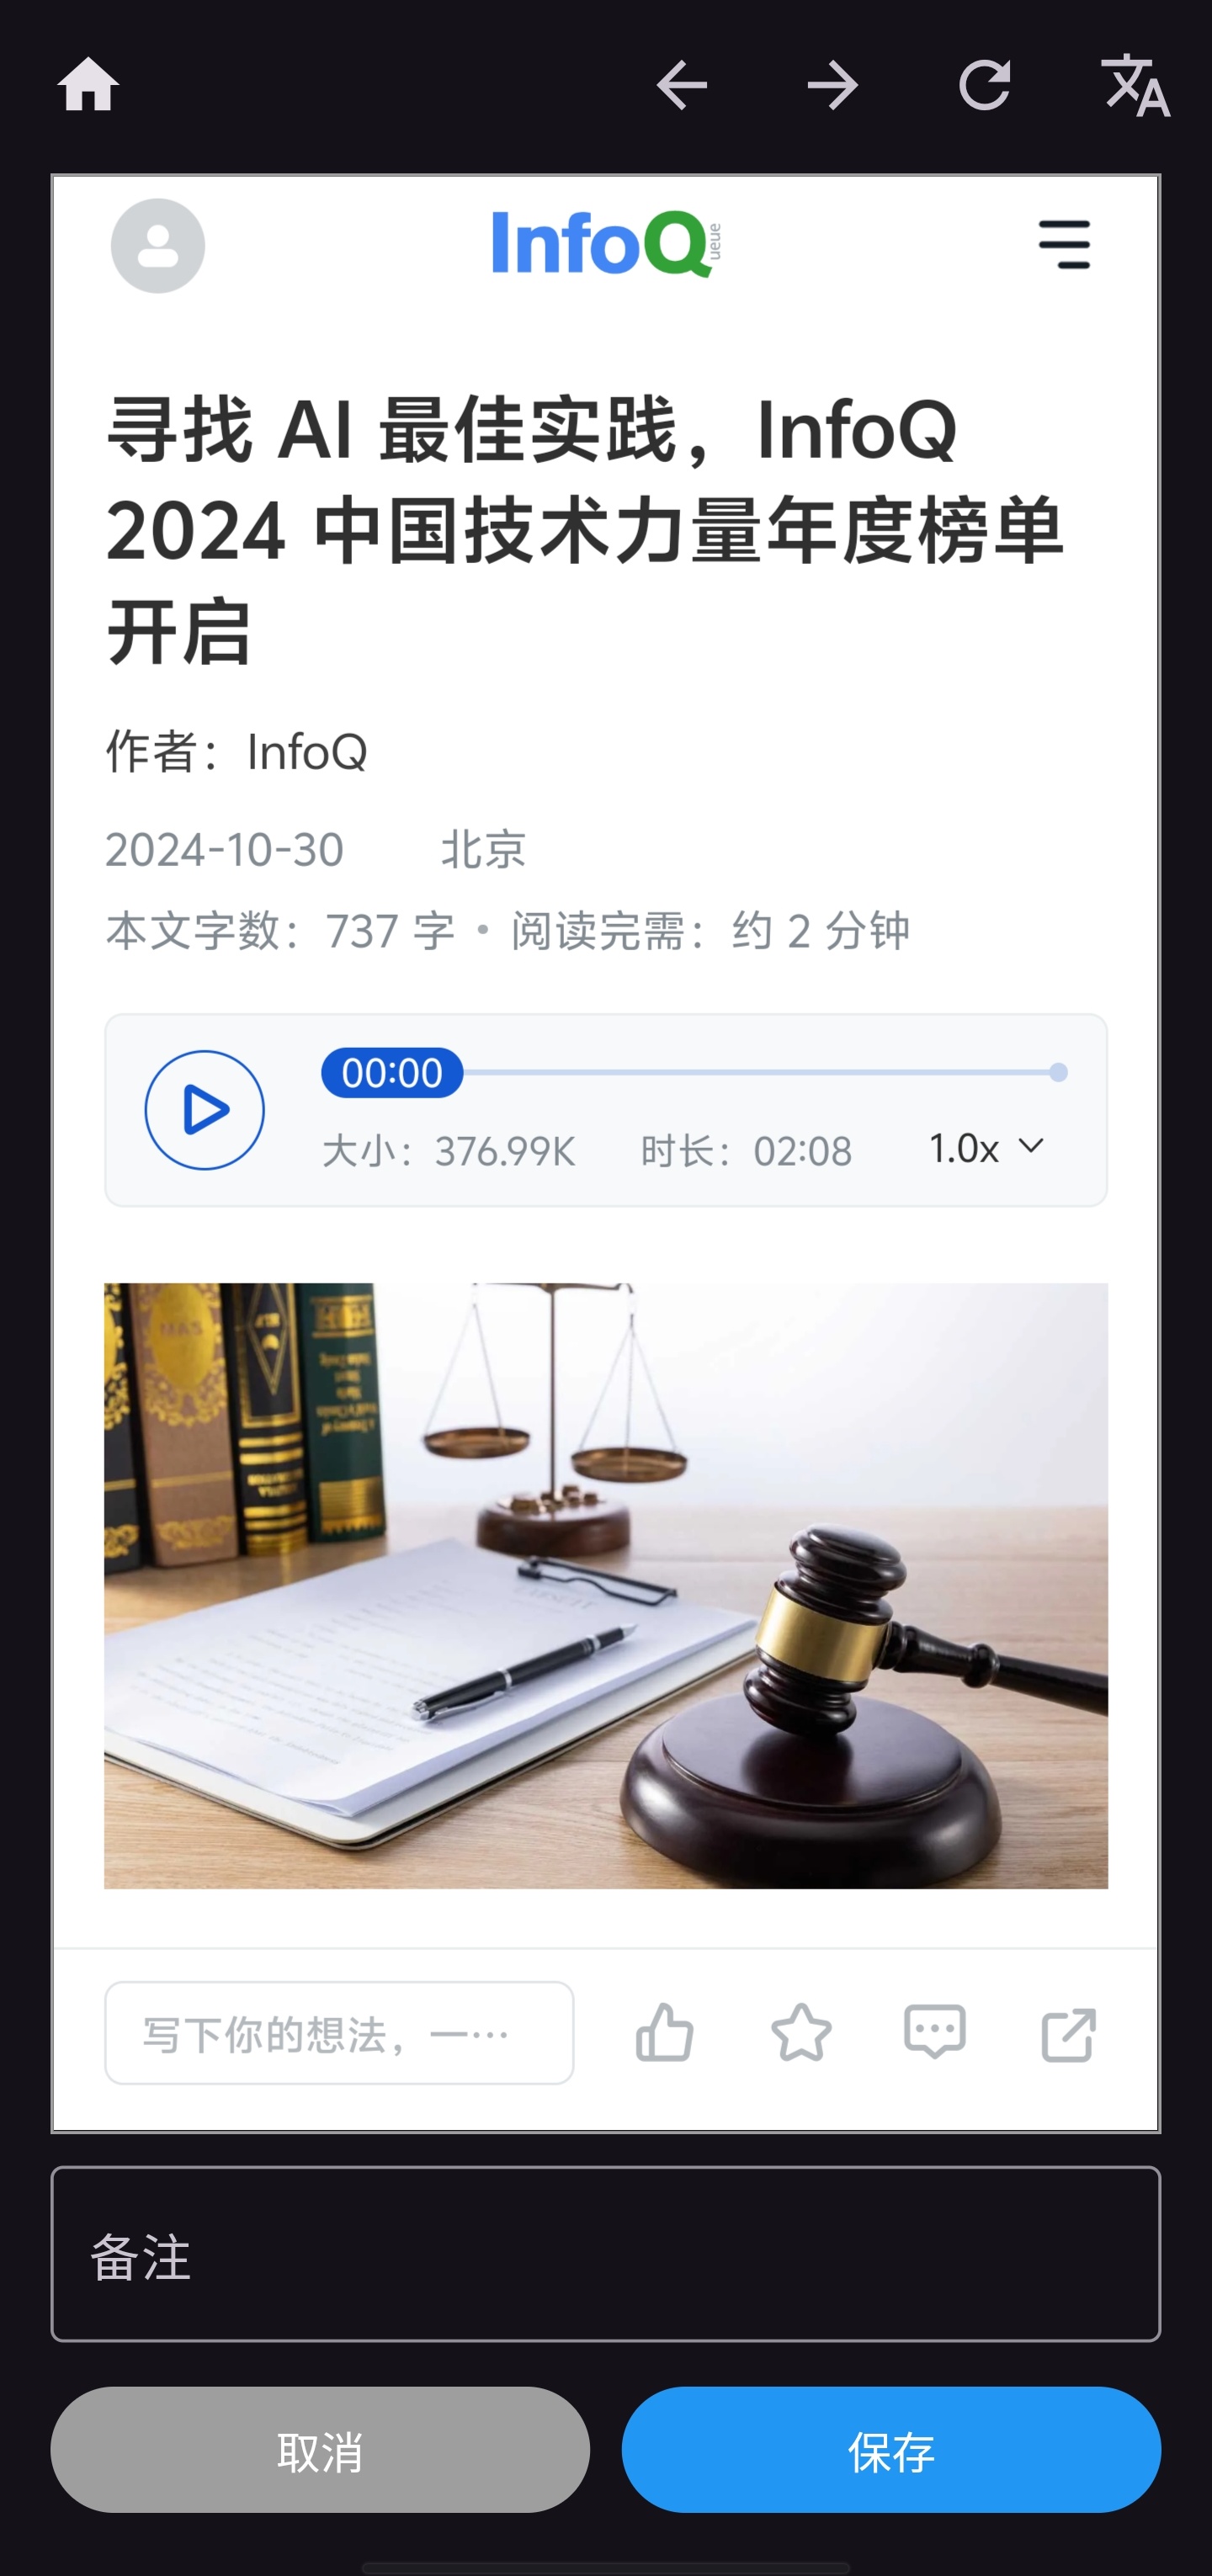 InfoQueue
寻找 AI 最佳实践，InfoQ
2024 中国技术力量年度榜单
开启
作者：InfoQ
2024-10-30 北京
本文字数：737 字 • 阅读完需：约 2 分钟
00:00
大小：376.99K 时长：02:08 1.0x
写下你的想法，一…
备注
取消 保存